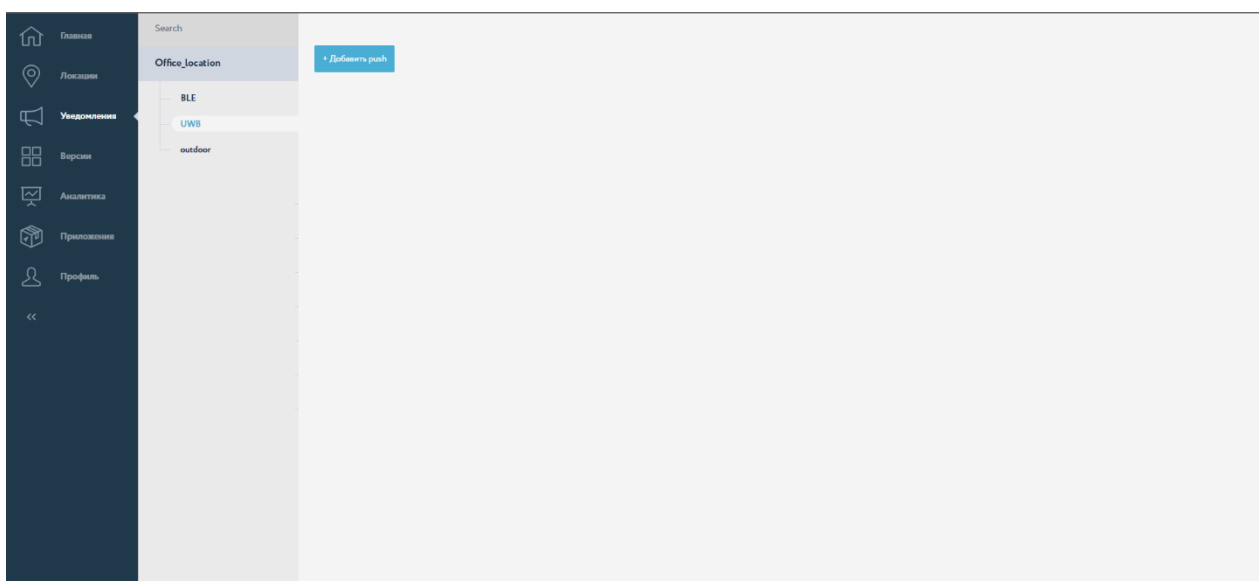 Главная
Локации
Уведомления
Версии
Аналитика
Приложения
Профиль
<<
Search
Office_location
BLE
UWB
outdoor
+ Добавить push